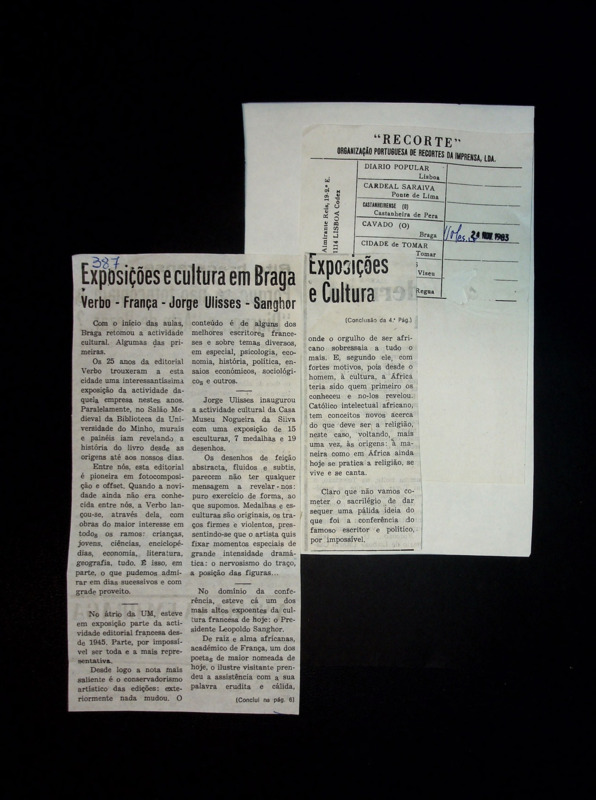 "RECORTE"
ORGANIZAÇÃO PORTUGUESA DE RECORTES DA IMPRENSA, LDA.
Almirante Reis, 19-2.º E.
1114 LISBOA Codex
DIARIO POPULAR
Lisboa
CARDEAL SARAIVA
Ponte de Lima
CASTANHEIRENSE (O)
Castanheira de Pera
CAVADO (O)
Braga
24 NOV. 1983
CIDADE de TOMAR
Tomar
Viseu
Regua
387
Exposições e cultura em Braga
Verbo - França - Jorge Ulisses - Sanghor
Com o início das aulas,
Braga retomou a actividade
cultural. Algumas das pri-
meiras.
Os 25 anos da editorial
Verbo trouxeram a esta
cidade uma interessantíssima
exposição da actividade da-
quela empresa nestes anos.
Paralelamente, no Salão Me-
dieval da Biblioteca da Uni-
versidade do Minho, murais
e painéis iam revelando a
história do livro desde as
origens até aos nossos dias.
Entre nós, esta editorial
é pioneira em fotocomposi-
ção e offset. Quando a novi-
dade ainda não era conhe-
cida entre nós, a Verbo lan-
çou-se, através dela, com
obras do maior interesse em
todos os ramos: crianças,
jovens, ciências, enciclopé-
dias, economia, literatura,
geografia, tudo. E isso, em
parte, o que pudemos admi-
rar em dias sucessivos e com
grade proveito.
No átrio da UM, esteve
em exposição parte da acti-
vidade editorial francesa des-
de 1945. Parte, por impossí-
vel ser toda e a mais repre-
sentativa.
Desde logo a nota mais
saliente é o conservadorismo
artístico das edições: exte-
riormente nada mudou. O
conteúdo é de alguns dos
melhores escritores france-
ses e sobre temas diversos,
em especial, psicologia, eco-
nomia, história, política, en-
saios económicos, sociológi-
cos e outros.
Jorge Ulisses inaugurou
a actividade cultural da Casa
Museu Nogueira da Silva
com uma exposição de 15
esculturas, 7 medalhas e 19
desenhos.
Os desenhos de feição
abstracta, fluídos e subtis,
parecem não ter qualquer
mensagem a revelar-nos:
puro exercício de forma, ao
que supomos. Medalhas e es-
culturas são originais, os tra-
ços firmes e violentos, pres-
sentindo-se que o artista quis
fixar momentos especiais de
grande intensidade dramá-
tica: o nervosismo do traço,
a posição das figuras...
No domínio da confe-
rência, esteve cá um dos
mais altos expoentes da cul-
tura francesa de hoje: o Pre-
sidente Leopoldo Sanghor.
De raiz e alma africanas,
académico de França, um dos
poetas de maior nomeada de
hoje, o ilustre visitante pren-
deu a assistência com a sua
palavra erudita e cálida,
(Conclui na pág. 6)
Exposições
e Cultura
(Conclusão da 4.ª Pág.)
onde o orgulho de ser afri-
cano sobressaía a tudo o
mais. E, segundo ele, com
fortes motivos, pois desde o
homem, à cultura, a África
teria sido quem primeiro os
conheceu e no-los revelou.
Católico intelectual africano,
tem conceitos novos acerca
do que deve ser a religião,
neste caso, voltando, mais
uma vez, às origens: à ma-
neira como em Africa ainda
hoje se pratica a religião, se
vive e se canta.
Claro que não vamos co-
meter o sacrilégio de dar
sequer uma pálida ideia do
que foi a conferência do
famoso escritor e político,
por impossível.